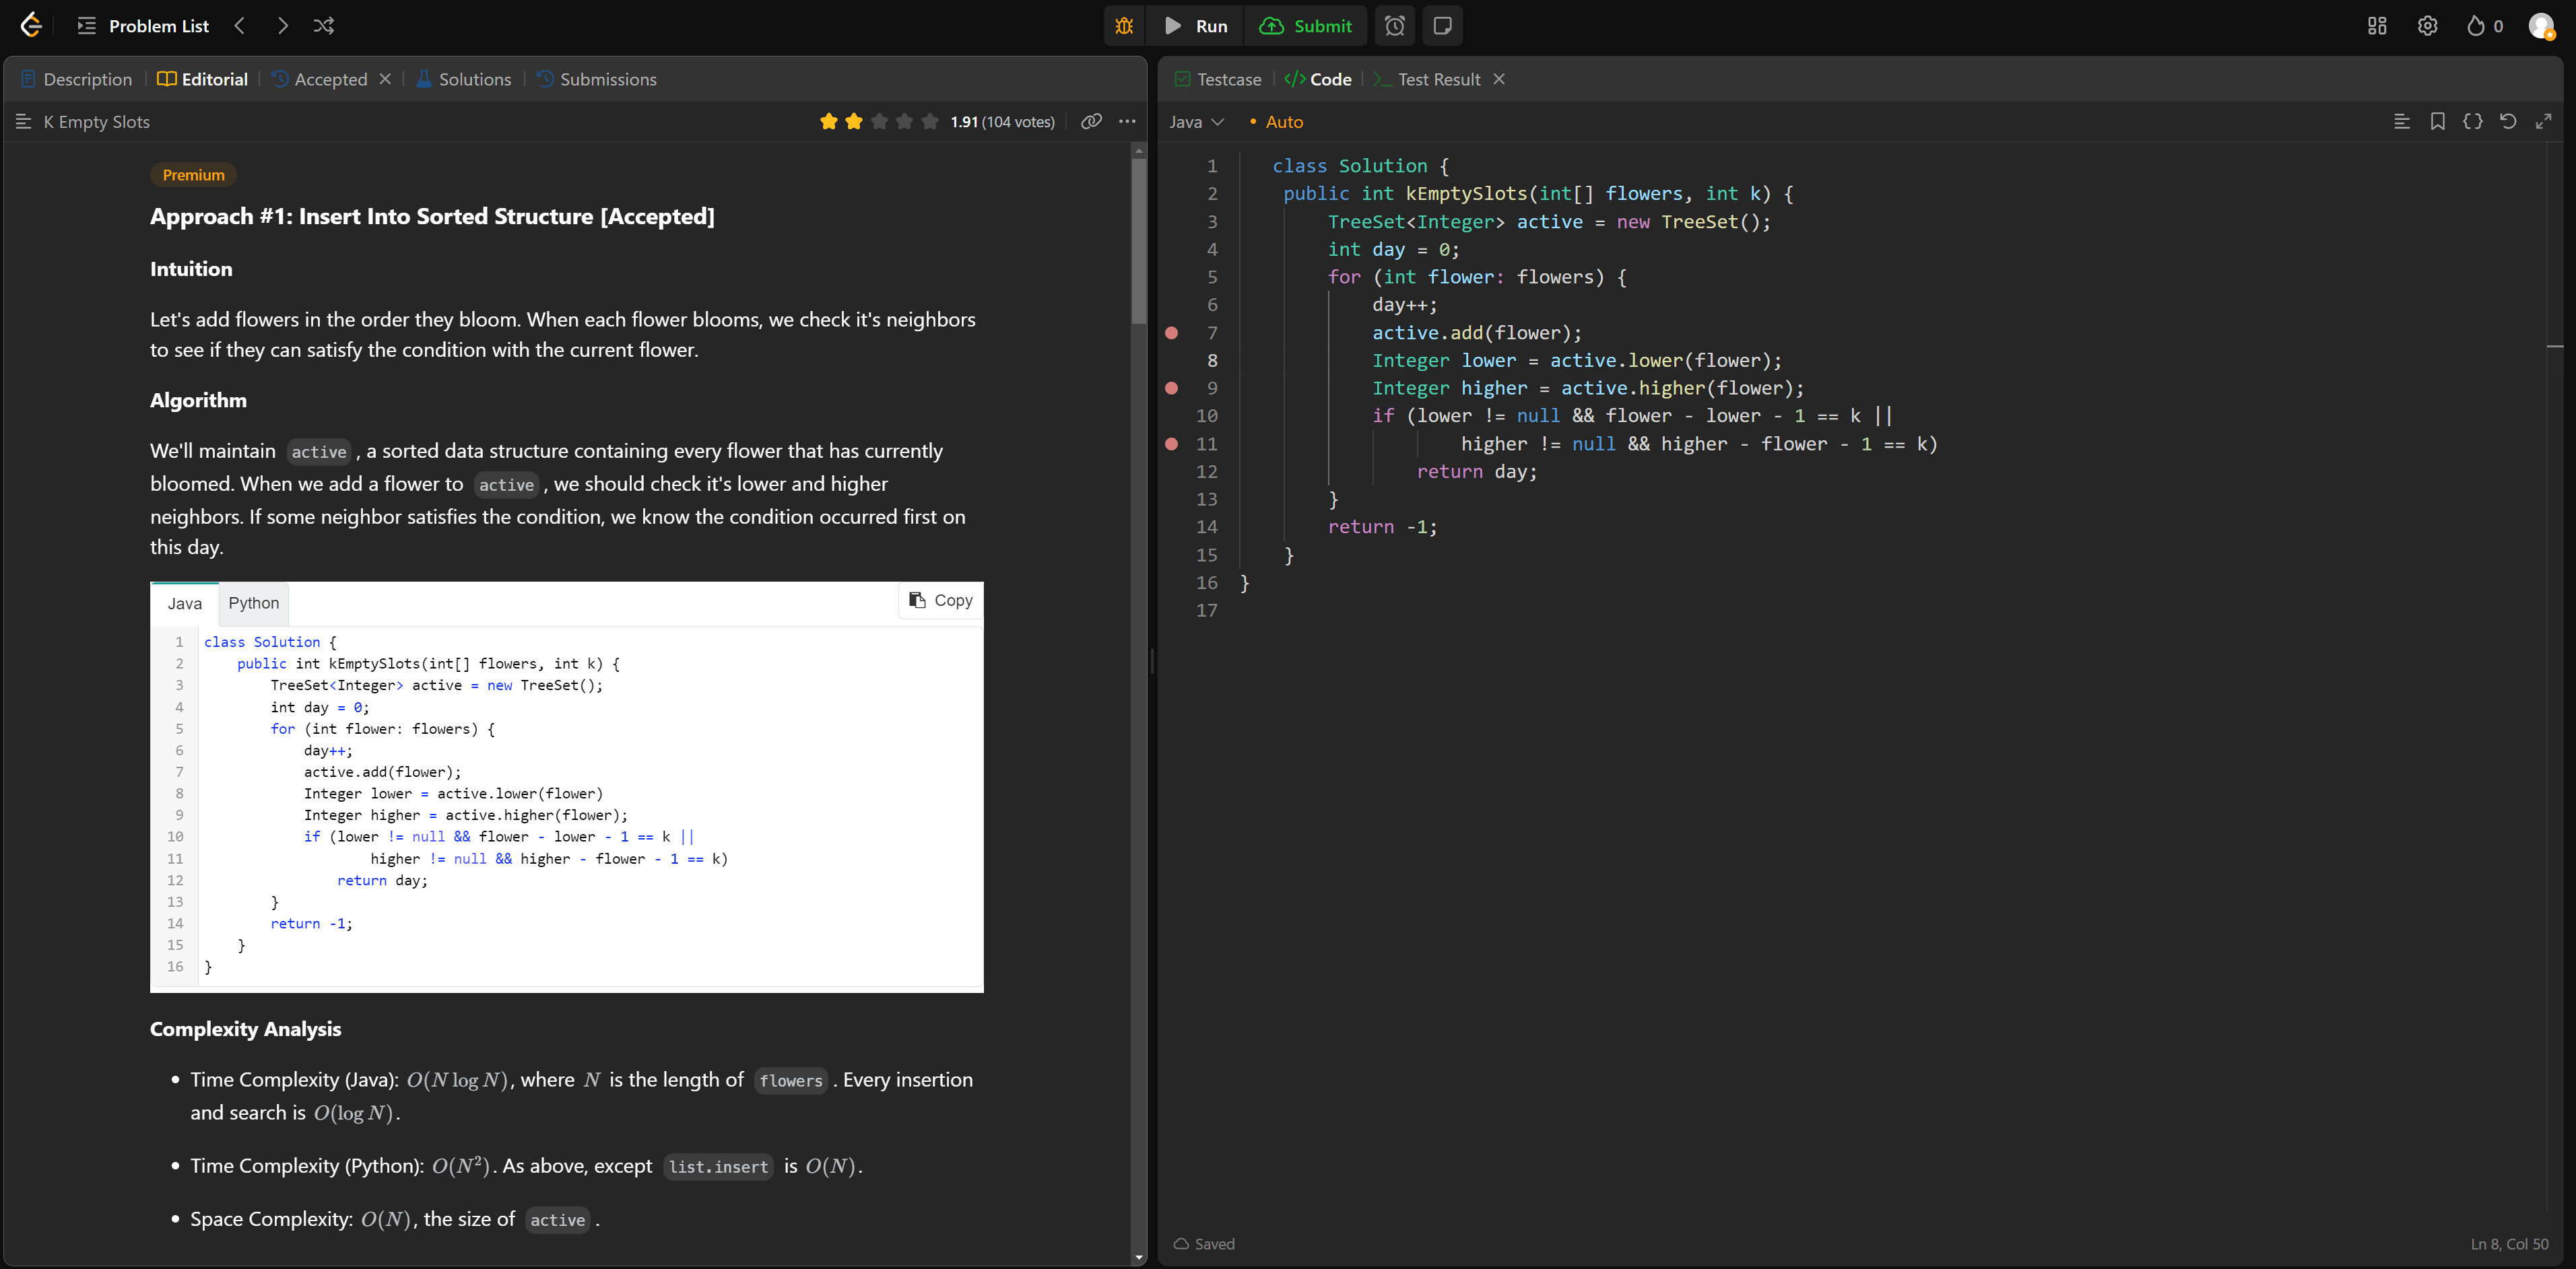 Problem List
Run
Submit
0
Description
Editorial
Accepted
Solutions
Submissions
K Empty Slots
1.91 (104 votes)
Premium
Approach #1: Insert Into Sorted Structure [Accepted]
Intuition
Let's add flowers in the order they bloom. When each flower blooms, we check it's neighbors
to see if they can satisfy the condition with the current flower.
Algorithm
We'll maintain active , a sorted data structure containing every flower that has currently
bloomed. When we add a flower to active , we should check it's lower and higher
neighbors. If some neighbor satisfies the condition, we know the condition occurred first on
this day.
Java Python Copy
1 class Solution {
2 public int kEmptySlots(int[] flowers, int k) {
3 TreeSet<Integer> active = new TreeSet();
4 int day = 0;
5 for (int flower: flowers) {
6 day++;
7 active.add(flower);
8 Integer lower = active.lower(flower)
9 Integer higher = active.higher(flower);
10 if (lower != null && flower - lower - 1 == k ||
11 higher != null && higher - flower - 1 == k)
12 return day;
13 }
14 return -1;
15 }
16 }
Complexity Analysis
• Time Complexity (Java): O(N log N), where N is the length of flowers . Every insertion
and search is O(log N).
• Time Complexity (Python): O(N²). As above, except list.insert is O(N).
• Space Complexity: O(N), the size of active .
Testcase
Code
Test Result
Java
• Auto
1 class Solution {
2 public int kEmptySlots(int[] flowers, int k) {
3 TreeSet<Integer> active = new TreeSet();
4 int day = 0;
5 for (int flower: flowers) {
6 day++;
7 active.add(flower);
8 Integer lower = active.lower(flower);
9 Integer higher = active.higher(flower);
10 if (lower != null && flower - lower - 1 == k ||
11 higher != null && higher - flower - 1 == k)
12 return day;
13 }
14 return -1;
15 }
16 }
17
Saved
Ln 8, Col 50